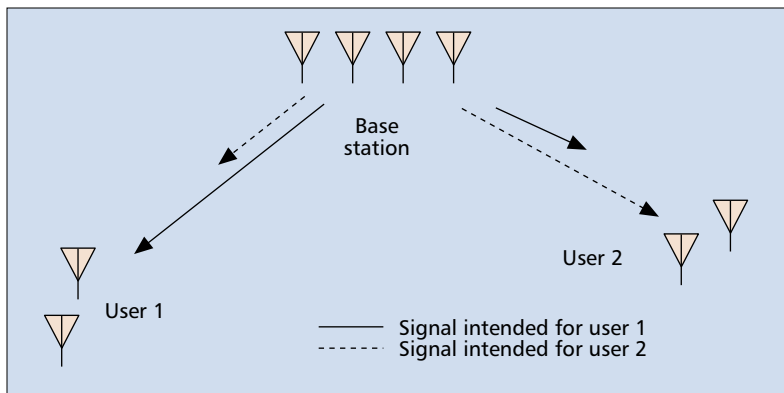 Base
station
User 2
User 1
Signal intended for user 1
Signal intended for user 2